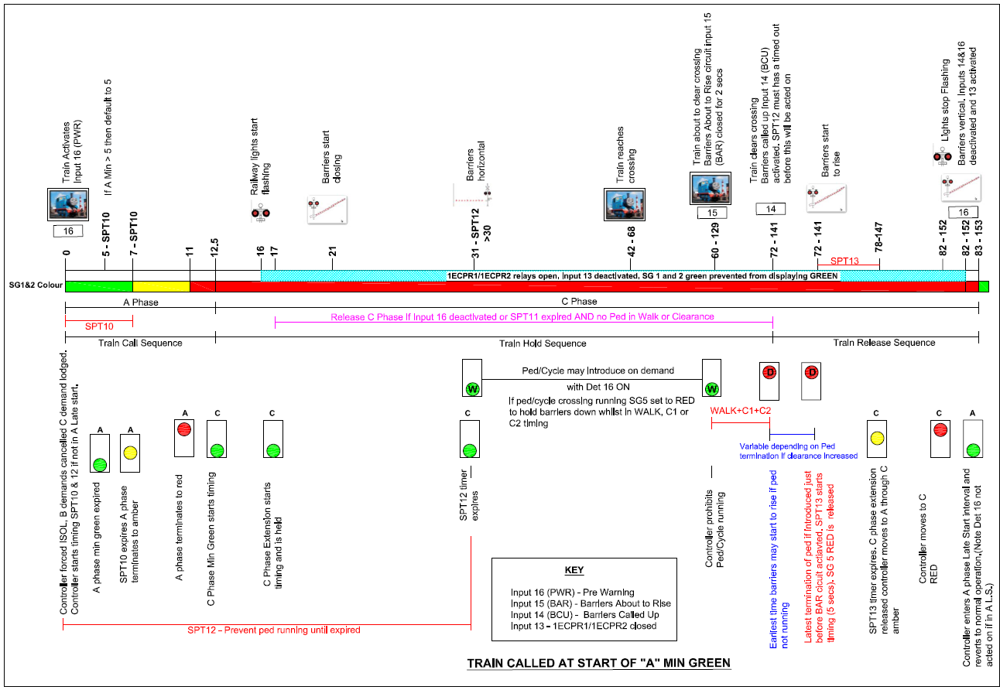 Train Activates
Input 16 (PWR)
If A Min > 5 then default to 5
Railway lights start
flashing
Barriers start
closing
Barriers
horizontal
Train reaches
crossing
Train about to clear crossing
Barriers About to Rise circuit input 15
(BAR) closed for 2 secs
Train clears crossing
Barriers called up Input 14 (BCU)
activated. SPT12 must has a timed out
before this will be acted on
Barriers start
to rise
Lights stop Flashing
Barriers vertical. Inputs 14&16
deactivated and 13 activated
16
15
14
16
0
5 - SPT10
7 - SPT10
11
12.5
16
17
21
31 - SPT12
>30
42 - 68
60 - 129
72 - 141
72 - 141
78-147
82 - 152
82 - 152
83 - 153
SPT13
1ECPR1/1ECPR2 relays open, Input 13 deactivated, SG 1 and 2 green prevented from displaying GREEN
SG1&2 Colour
A Phase
C Phase
SPT10
Release C Phase If Input 16 deactivated or SPT11 expired AND no Ped in Walk or Clearance
Train Call Sequence
Train Hold Sequence
Train Release Sequence
Controller forced ISOL, B demands cancelled C demand lodged.
Controller starts timing SPT10 & 12 if not in A Late start.
A
A phase min green expired
A
SPT10 expires A phase
terminates to amber
A
A phase terminates to red
C
C Phase Min Green starts timing
C
C Phase Extension starts
timing and is held
W
C
SPT12 timer
expires
Ped/Cycle may Introduce on demand
with Det 16 ON
If ped/cycle crossing running SG5 set to RED
to hold barriers down whilst in WALK, C1 or
C2 timing
W
WALK+C1+C2
D
D
Variable depending on Ped
termination If clearance Increased
Controller prohibits
Ped/Cycle running
Earliest time barriers may start to rise if ped
not running
Latest termination of ped if Introduced just
before BAR cicuit actiavted, SPT13 starts
timing (5 secs). SG 5 RED is released
C
SPT13 timer expires. C phase extension
released controller moves to A through C
amber
C
Controller moves to C
RED
A
Controller enters A phase Late Start interval and
reverts to normal operation.(Note Det 16 not
acted on if in A L.S.)
SPT12 - Prevent ped running until expired
KEY
Input 16 (PWR) - Pre Warning
Input 15 (BAR) - Barriers About to Rise
Input 14 (BCU) - Barriers Called Up
Input 13 - 1ECPR1/1ECPR2 closed
TRAIN CALLED AT START OF "A" MIN GREEN